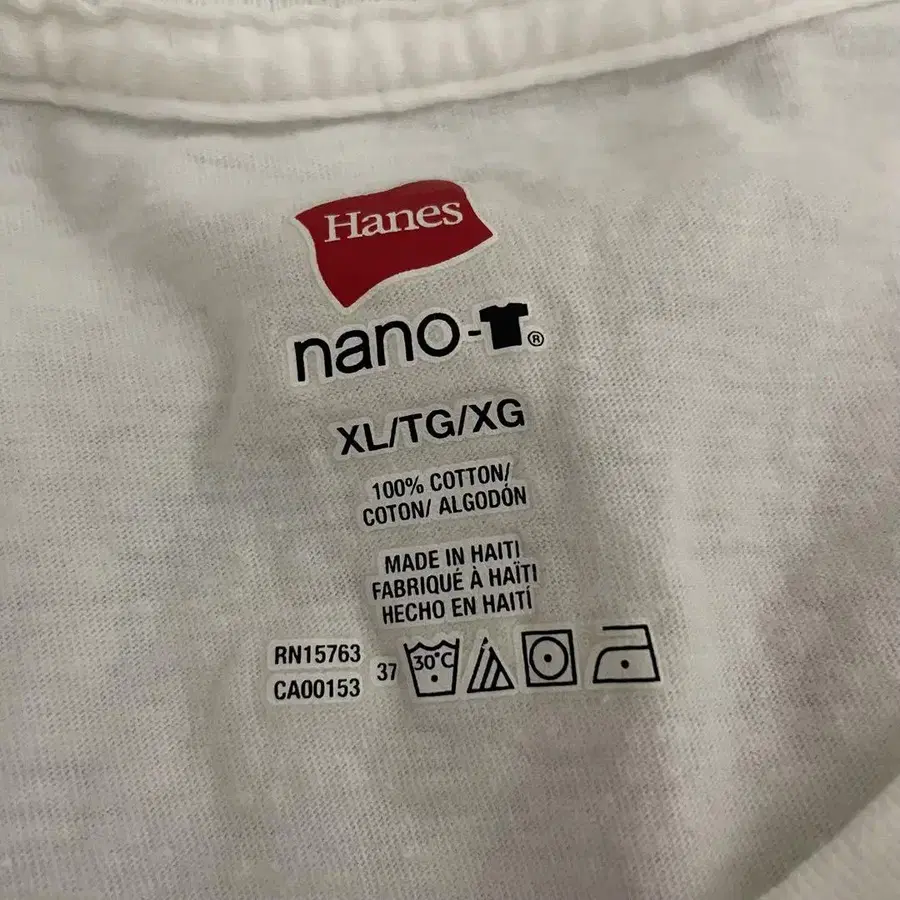 Hanes
nano-®
XL/TG/XG
100% COTTON/
COTON/ ALGODÓN
MADE IN HAITI
FABRIQUÉ À HAÏTI
HECHO EN HAITÍ
RN15763
CA00153
37
30°C